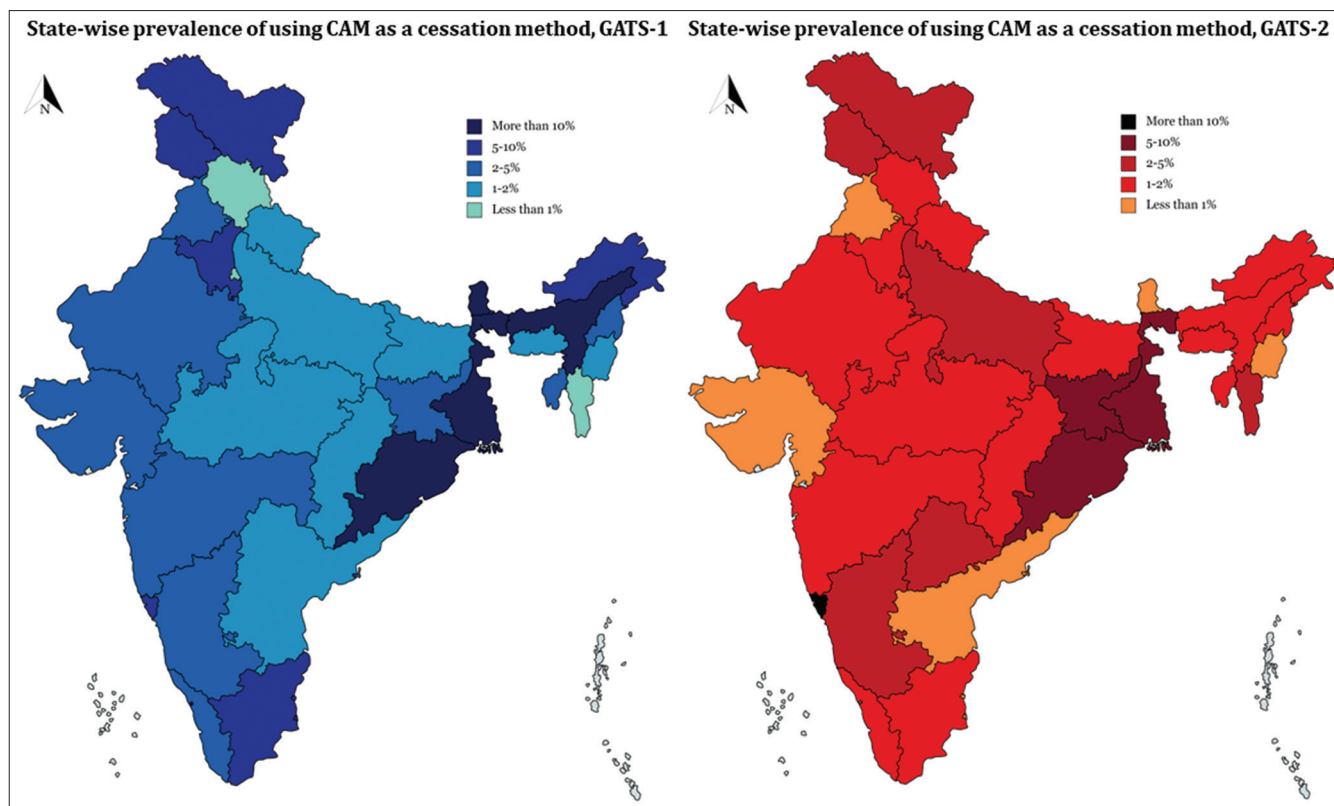 State-wise prevalence of using CAM as a cessation method, GATS-1
N
More than 10%
5-10%
2-5%
1-2%
Less than 1%
State-wise prevalence of using CAM as a cessation method, GATS-2
N
More than 10%
5-10%
2-5%
1-2%
Less than 1%